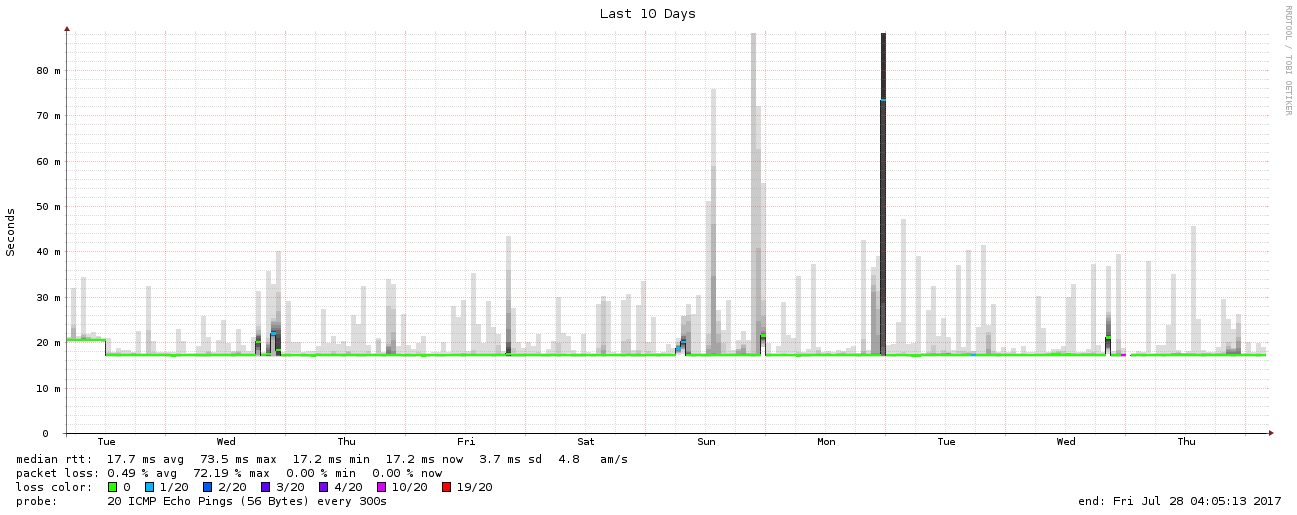 Last 10 Days
RRDTOOL / TOBI OETIKER
Seconds
80 m
70 m
60 m
50 m
40 m
30 m
20 m
10 m
0
Tue Wed Thu Fri Sat Sun Mon Tue Wed Thu
median rtt: 17.7 ms avg 73.5 ms max 17.2 ms min 17.2 ms now 3.7 ms sd 4.8 am/s
packet loss: 0.49 % avg 72.19 % max 0.00 % min 0.00 % now
loss color: 0 1/20 2/20 3/20 4/20 10/20 19/20
probe: 20 ICMP Echo Pings (56 Bytes) every 300s end: Fri Jul 28 04:05:13 2017